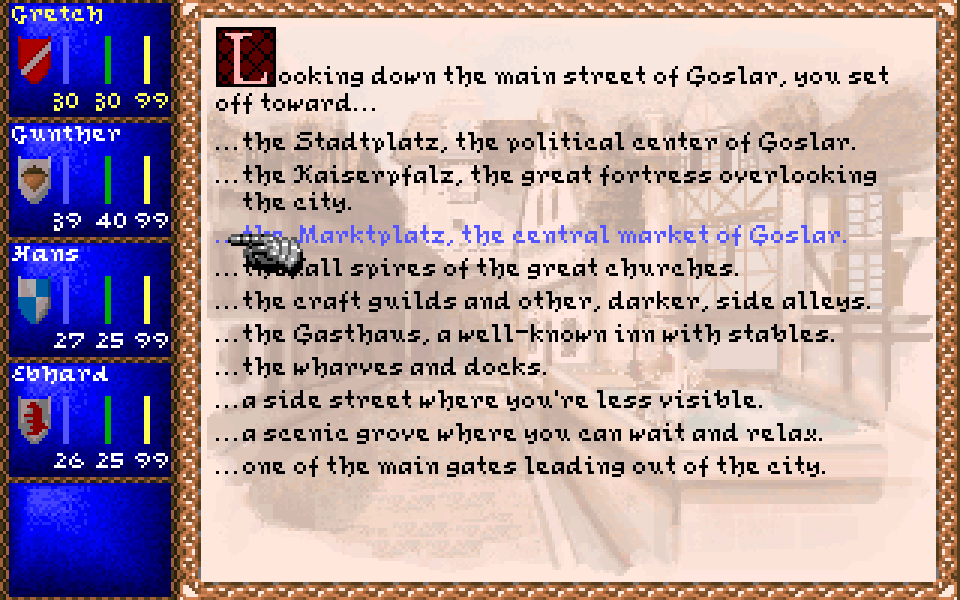 Gretch
30 30 99
Gunther
39 40 99
Hans
27 25 99
Ebhard
26 25 99
Looking down the main street of Goslar, you set
off toward...
...the Stadtplatz, the political center of Goslar.
...the Kaiserpfalz, the great fortress overlooking
the city.
...the Marktplatz, the central market of Goslar.
...the tall spires of the great churches.
...the craft guilds and other, darker, side alleys.
...the Gasthaus, a well-known inn with stables.
...the wharves and docks.
...a side street where you're less visible.
...a scenic grove where you can wait and relax.
...one of the main gates leading out of the city.